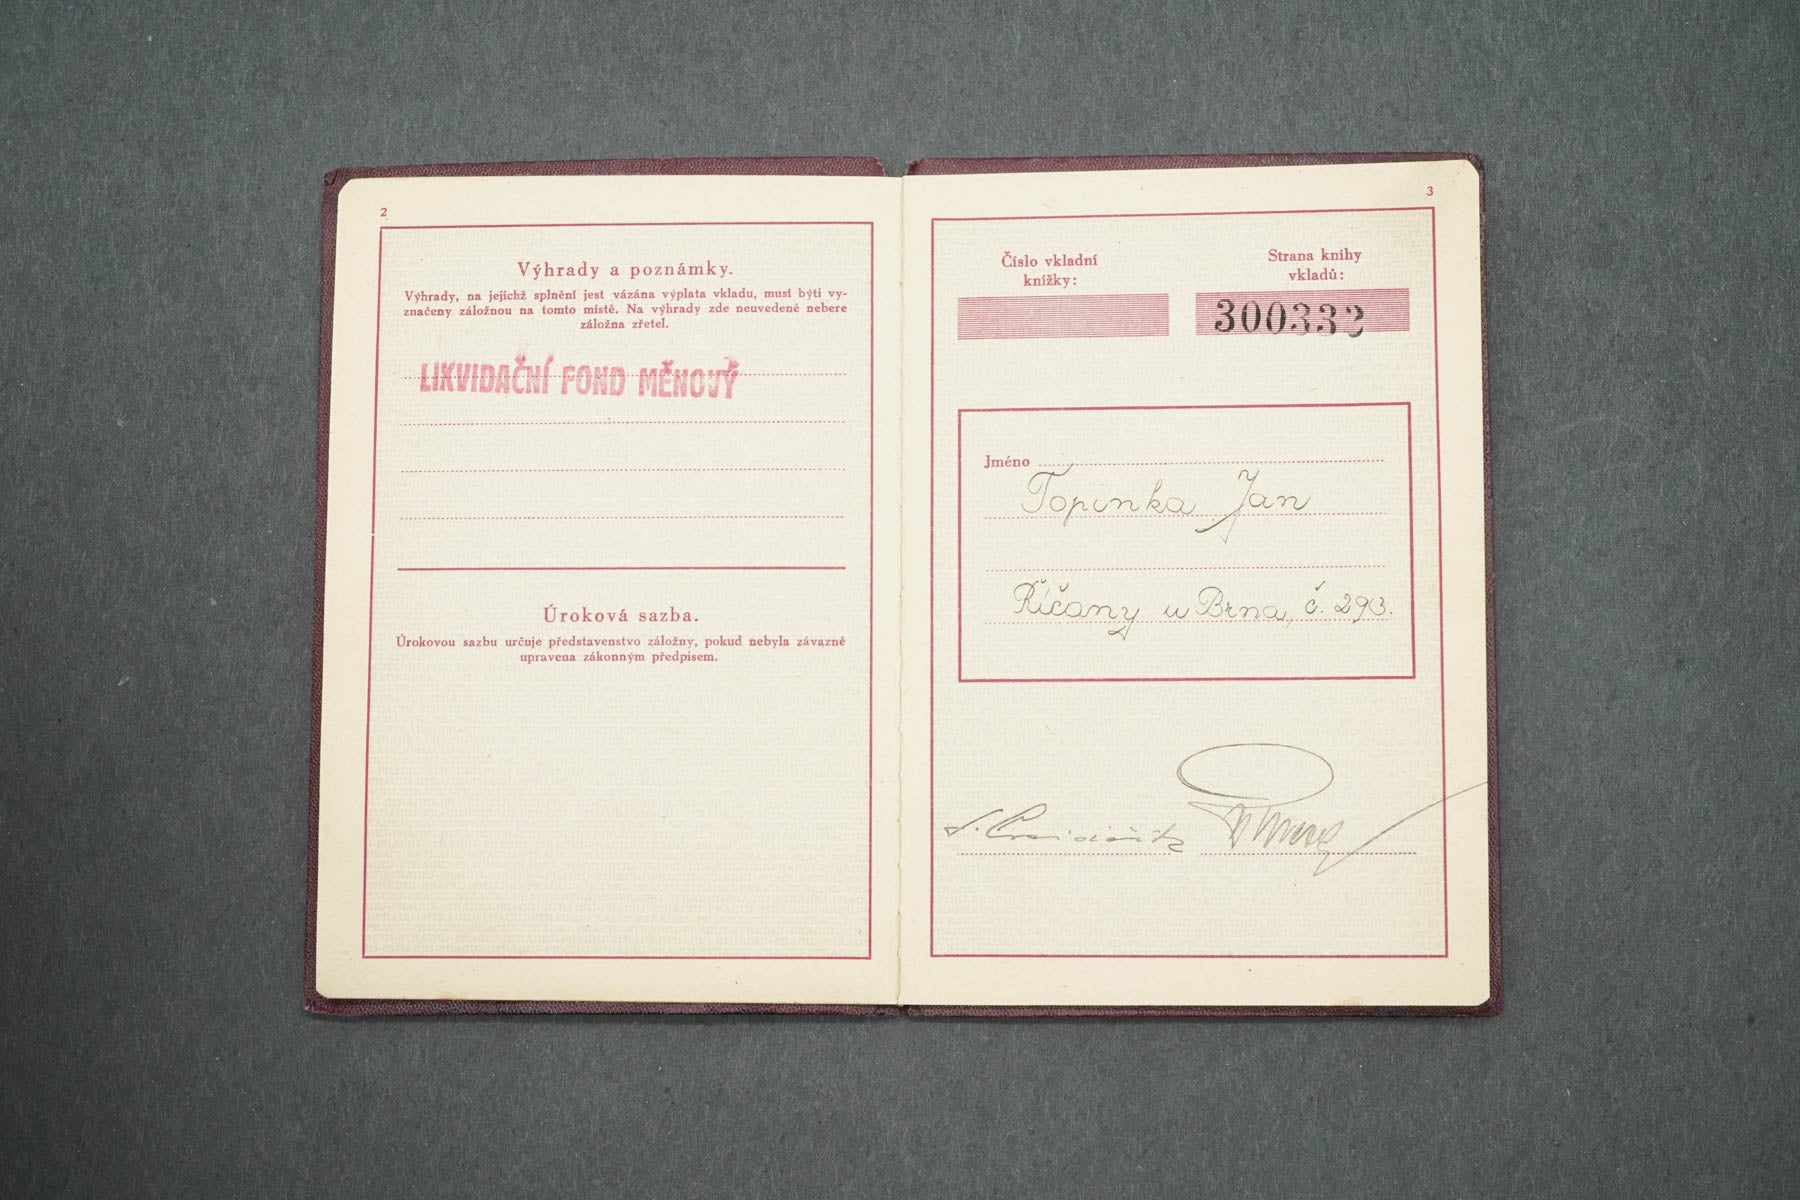 2
Výhrady a poznámky.
Výhrady, na jejichž splnění jest vázána výplata vkladu, musí býti vy-
značeny záložnou na tomto místě. Na výhrady zde neuvedené nebere
záložna zřetel.
LIKVIDAČNÍ FOND MĚNOVÝ
Úroková sazba.
Úrokovou sazbu určuje představenstvo záložny, pokud nebyla závazně
upravena zákonným předpisem.
3
Číslo vkladní
knížky:
Strana knihy
vkladů:
300332
Jméno
Topinka Jan
Říčany u Brna, č. 293.